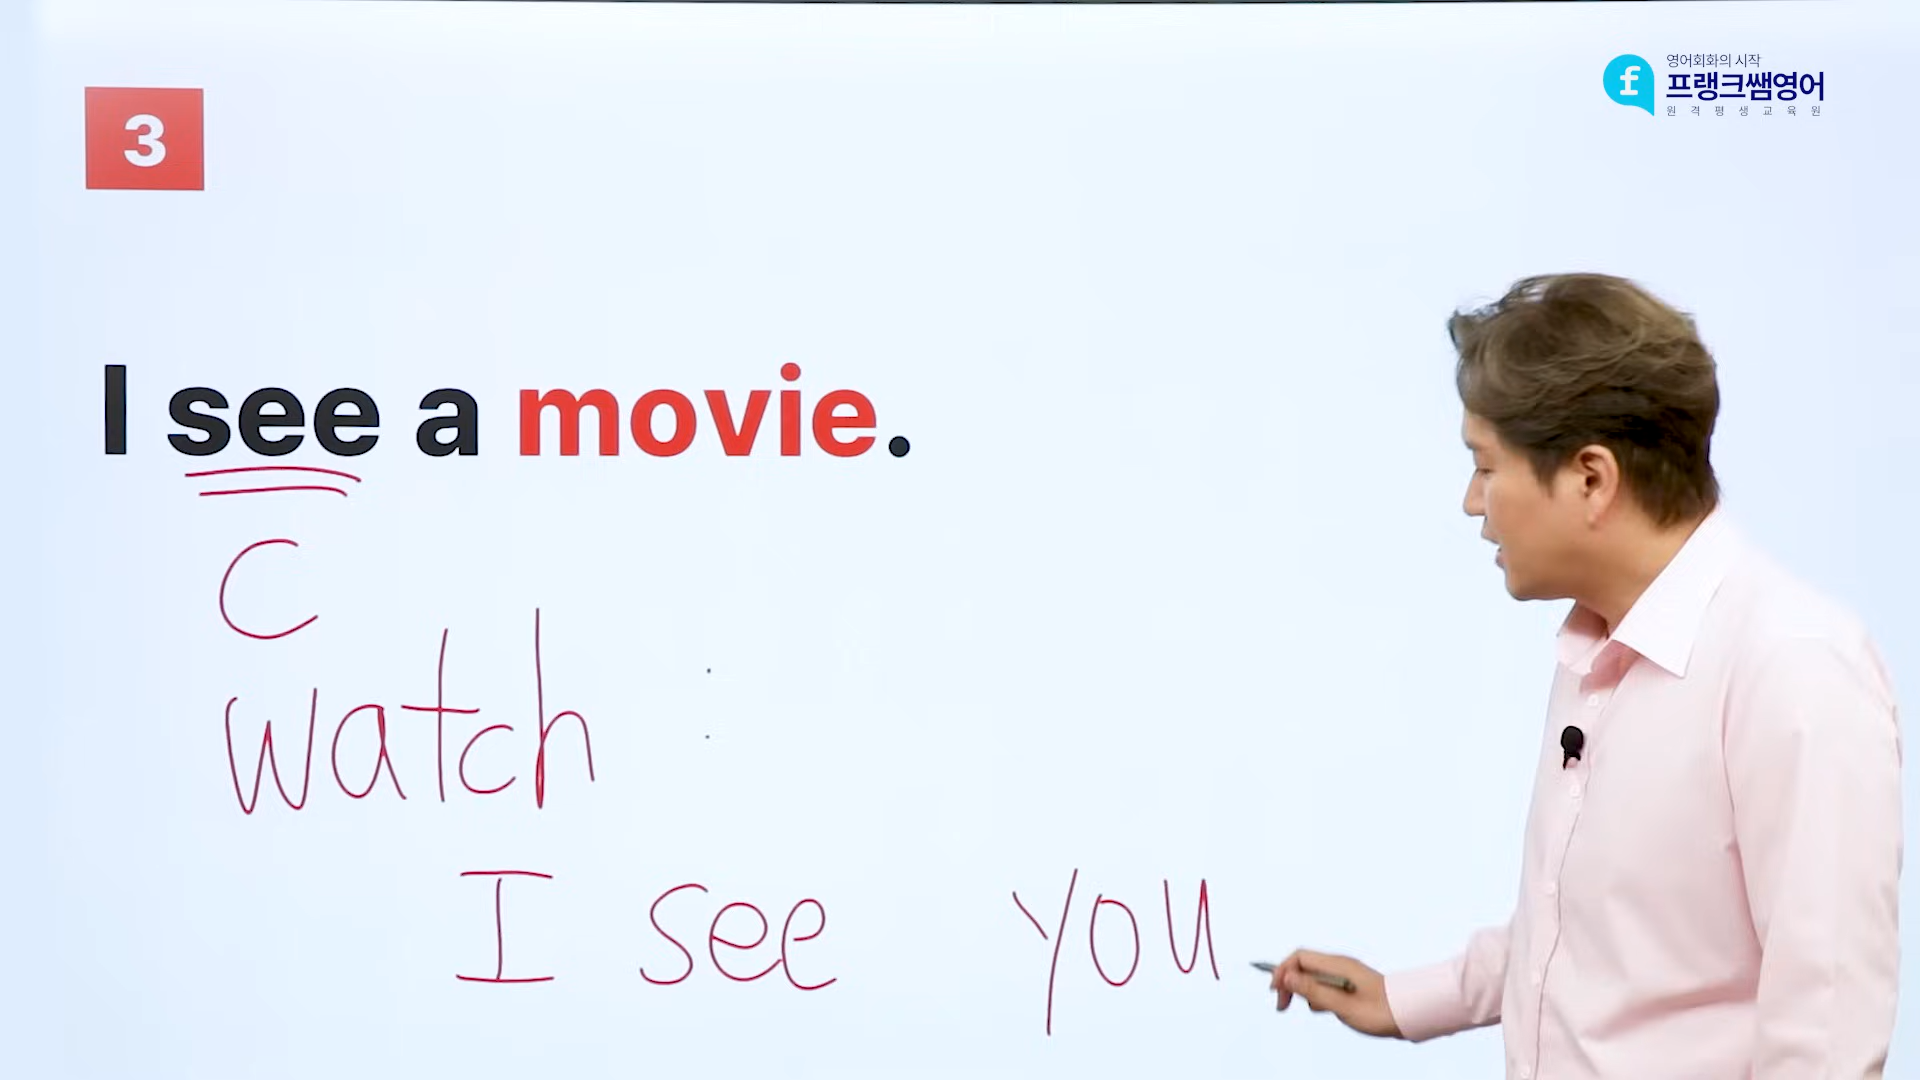 영어회화의 시작
f 프랭크쌤영어
원격평생교육원
3
I see a movie.
C
watch
I see you